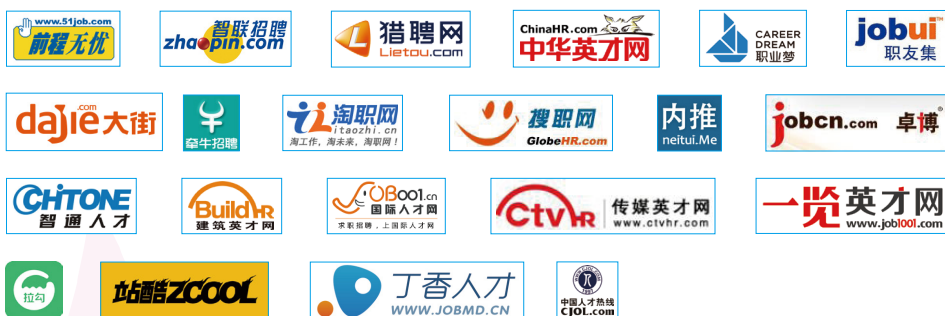 www.51job.com
前程无忧
智联招聘
zhaopin.com
猎聘网
Lietou.com
ChinaHR.com
中华英才网
CAREER
DREAM
职业梦
jobui™
职友集
dajie.com大街
牵牛招聘
淘职网
itaozhi.cn
淘工作,淘未来,淘职网!
搜职网
GlobeHR.com
内推
neitui.Me
jobcn.com 卓博®
CHITONE
智通人才
BuildHR
建筑英才网
JOB001.cn
国际人才网
求职招聘,上国际人才网
CtvHR
传媒英才网
www.ctvhr.com
一览英才网
www.job1001.com
拉勾
站酷ZCOOL
丁香人才
WWW.JOBMD.CN
中国人才热线
CJOL.com